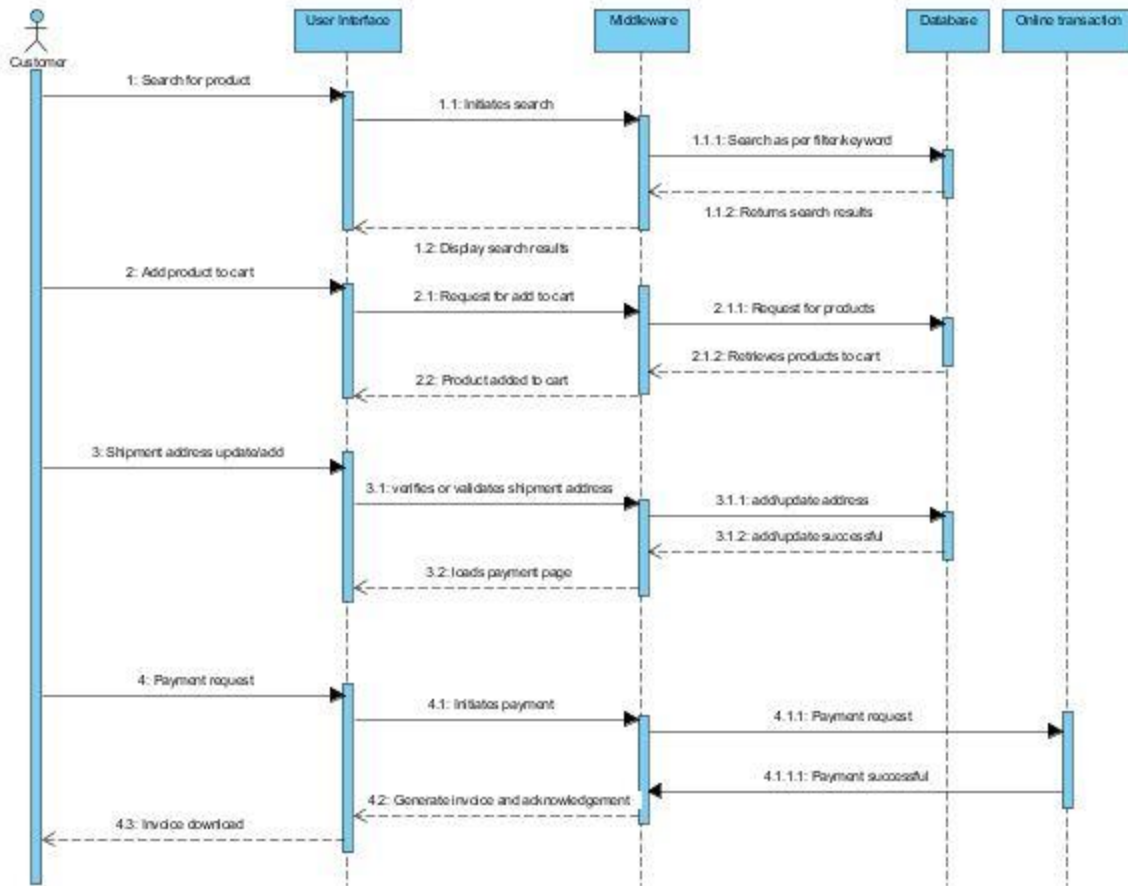 User Interface
Middleware
Database
Online transaction
Customer
1: Search for product
1.1: Initiates search
1.1.1: Search as per filter/keyword
1.1.2: Returns search results
1.2: Display search results
2: Add product to cart
2.1: Request for add to cart
2.1.1: Request for products
2.1.2: Retrieves products to cart
2.2: Product added to cart
3: Shipment address update/add
3.1: verifies or validates shipment address
3.1.1: add/update address
3.1.2: add/update successful
3.2: loads payment page
4: Payment request
4.1: Initiates payment
4.1.1: Payment request
4.1.1.1: Payment successful
4.2: Generate invoice and acknowledgement
4.3: Invoice download